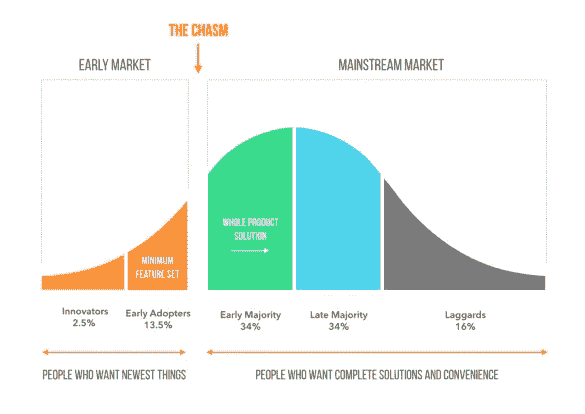 THE CHASM
EARLY MARKET
MAINSTREAM MARKET
WHOLE PRODUCT
SOLUTION
MINIMUM
FEATURE SET
Innovators
2.5%
Early Adopters
13.5%
Early Majority
34%
Late Majority
34%
Laggards
16%
PEOPLE WHO WANT NEWEST THINGS
PEOPLE WHO WANT COMPLETE SOLUTIONS AND CONVENIENCE